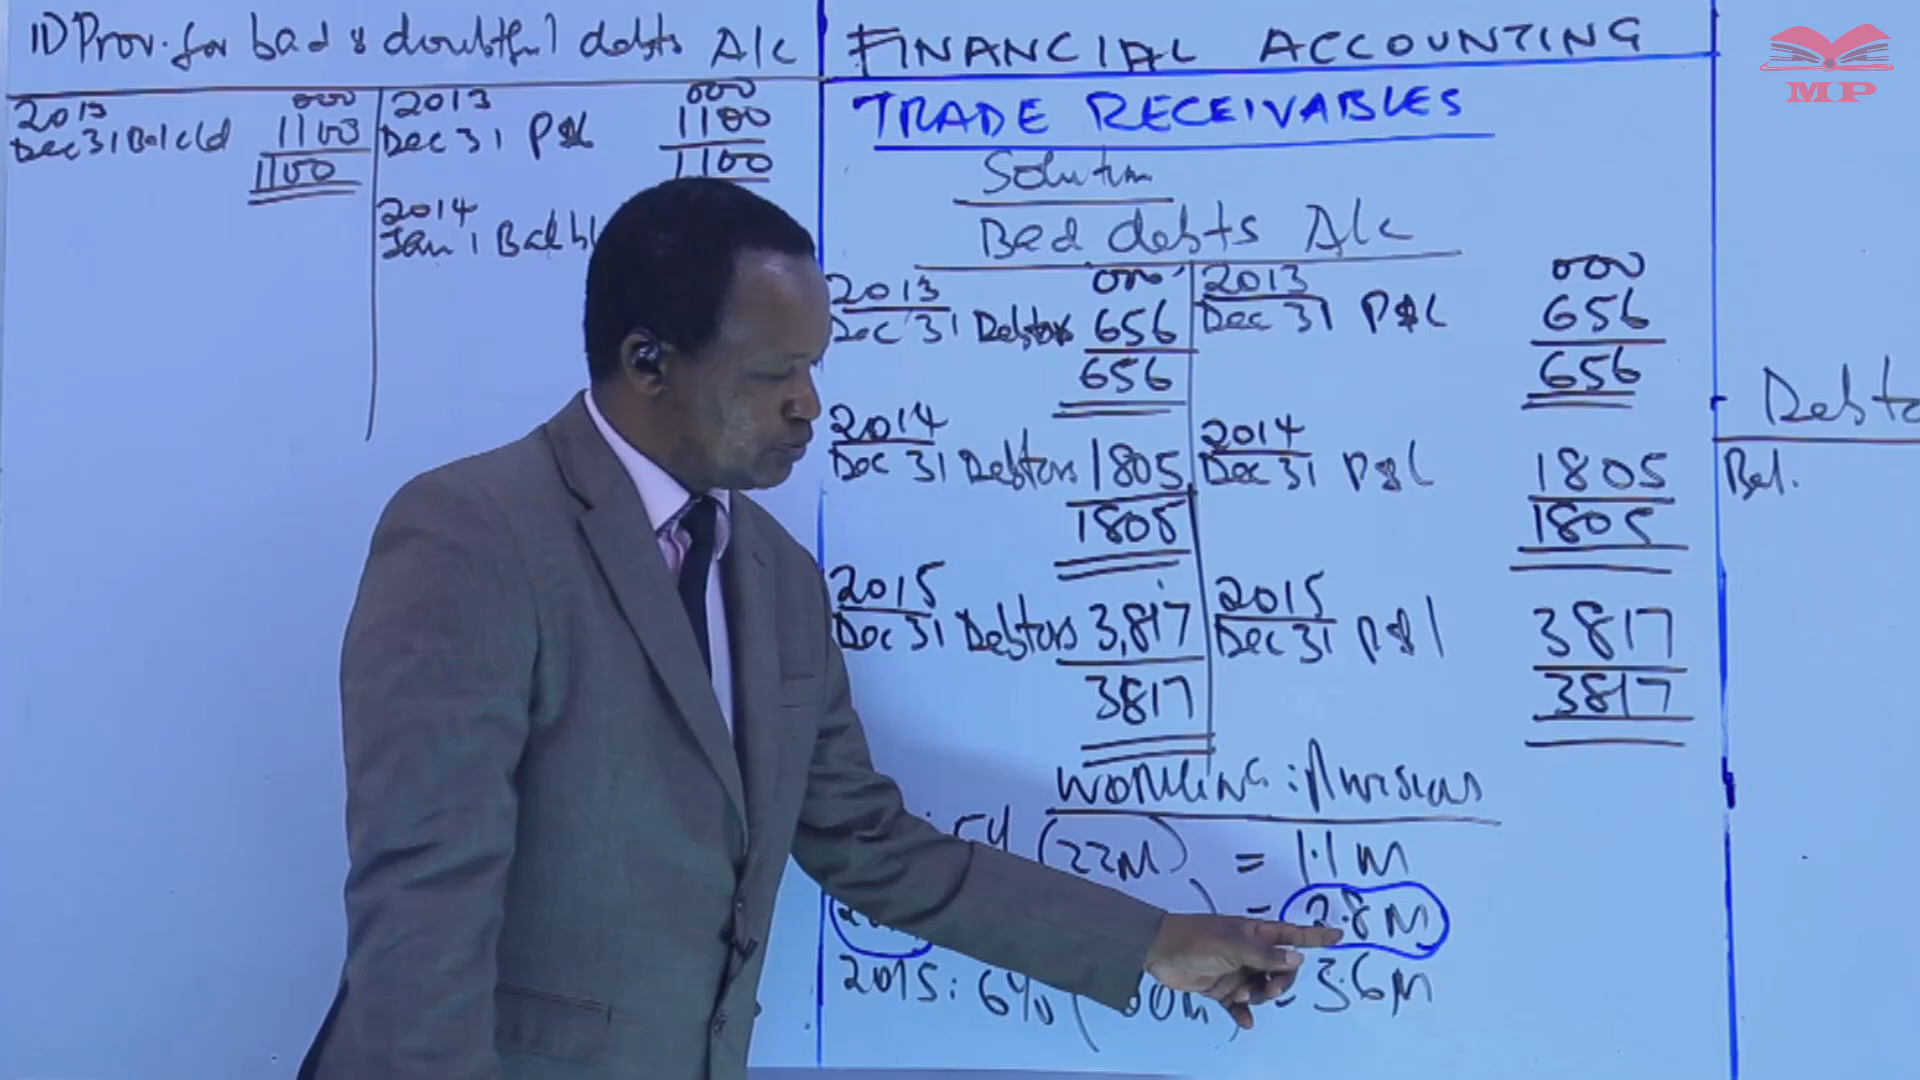 II) Prov. for bad & doubtful debts A/c
000
2013
Dec 31 Bal c/d 1100
1100
000
2013
Dec 31 P&L 1100
1100
2014
Jan 1 Bal b/
FINANCIAL ACCOUNTING
TRADE RECEIVABLES
Solution
Bad debts A/c
000
2013
Dec 31 Debtors 656
656
2014
Dec 31 Debtors 1805
1805
2015
Dec 31 Debtors 3,817
3817
000
2013
Dec 31 P&L 656
656
2014
Dec 31 P&L 1805
1805
2015
Dec 31 P&L 3817
3817
Working: Provisions
(22M) = 1.1M
= 2.8M
2015: 6% ( 60M) = 3.6M
MP
Debto
Bal.